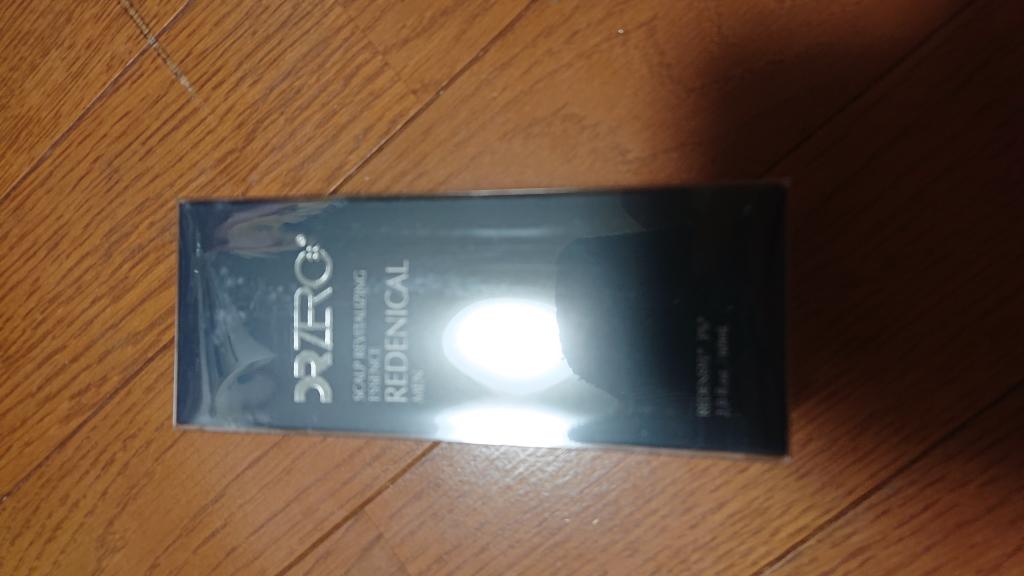 DRZERO
SCALP REVITALIZING
ESSENCE
REDENICAL
MEN